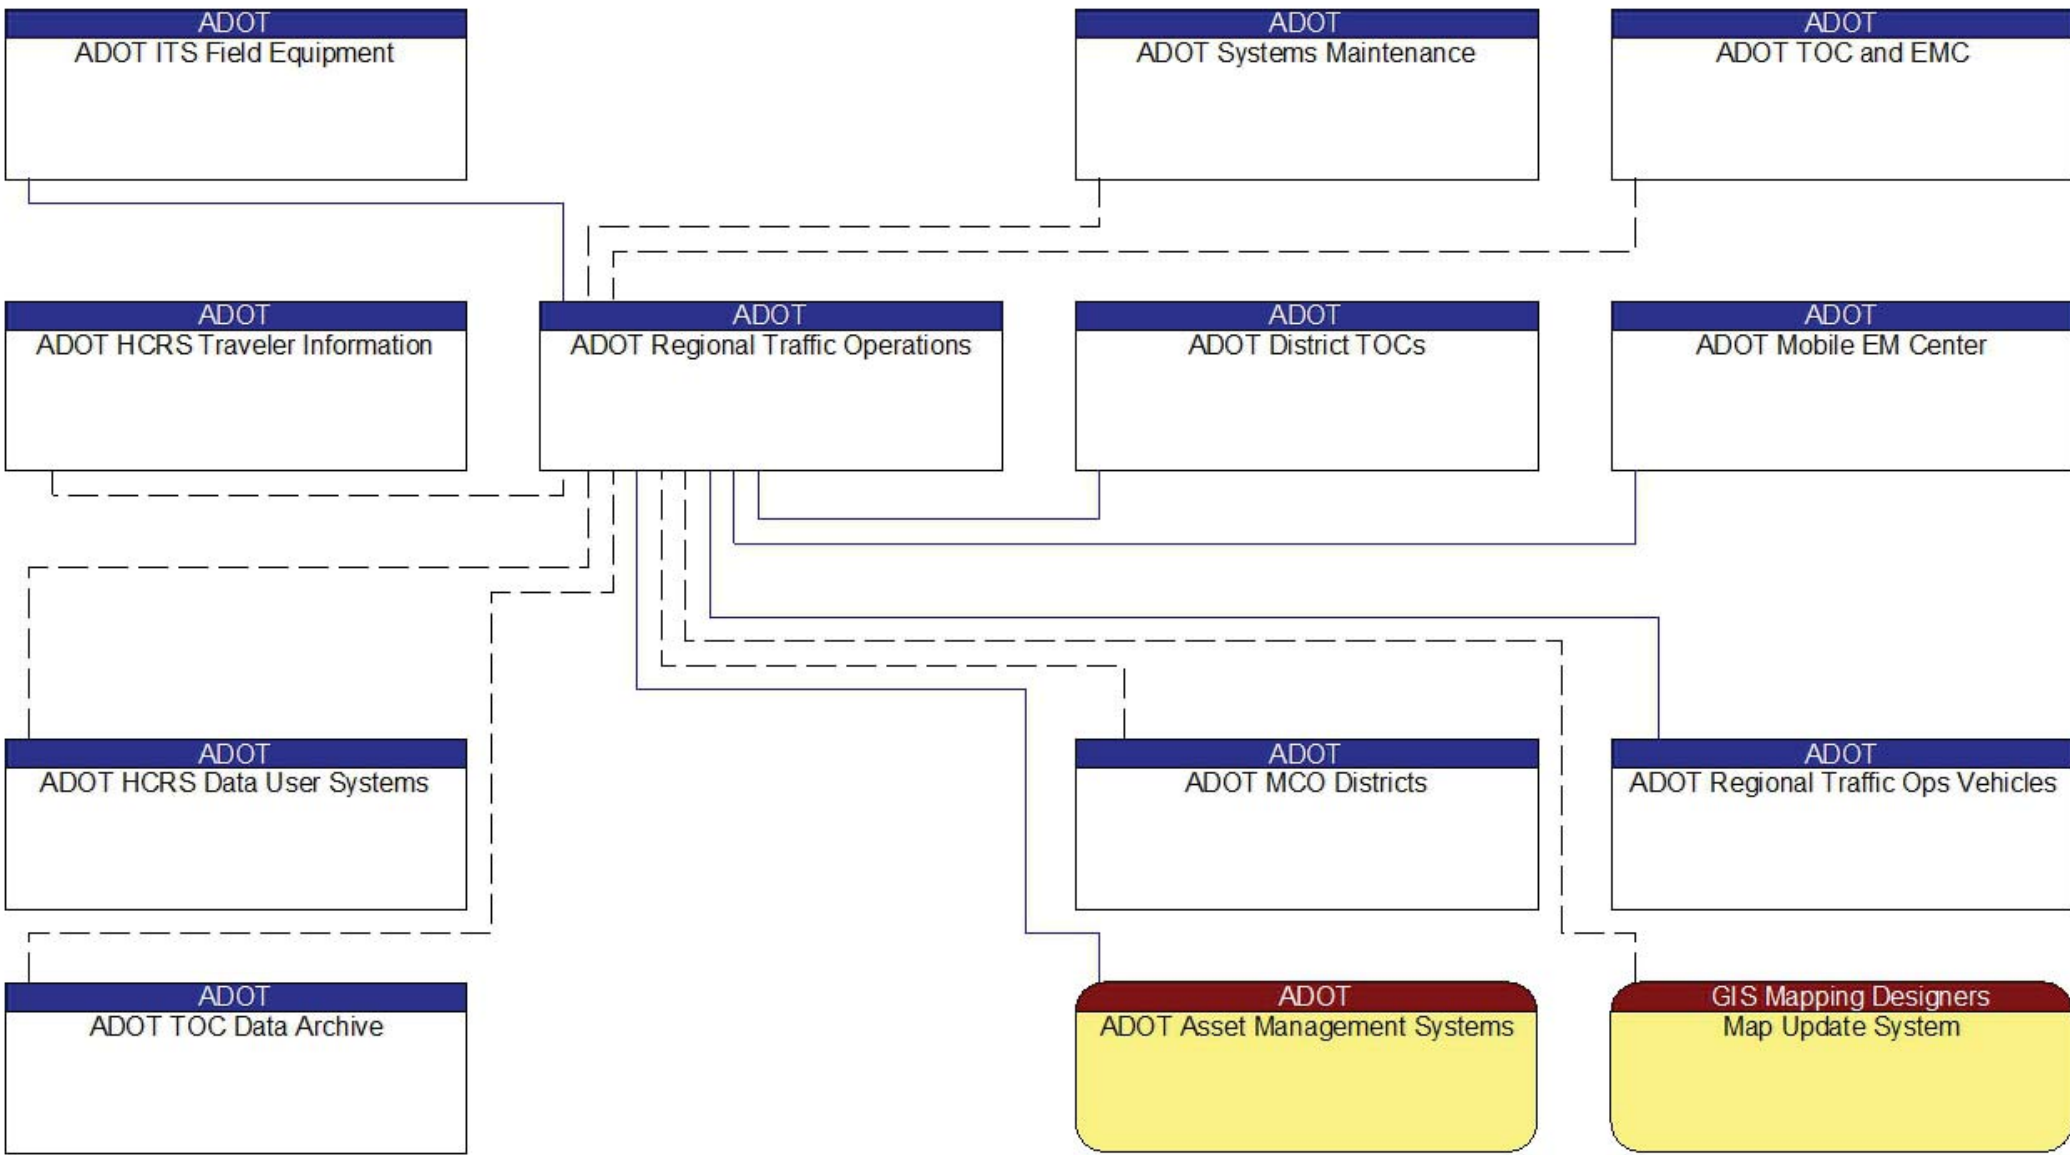 ADOT
ADOT ITS Field Equipment
ADOT
ADOT Systems Maintenance
ADOT
ADOT TOC and EMC
ADOT
ADOT HCRS Traveler Information
ADOT
ADOT Regional Traffic Operations
ADOT
ADOT District TOCs
ADOT
ADOT Mobile EM Center
ADOT
ADOT HCRS Data User Systems
ADOT
ADOT MCO Districts
ADOT
ADOT Regional Traffic Ops Vehicles
ADOT
ADOT TOC Data Archive
ADOT
ADOT Asset Management Systems
GIS Mapping Designers
Map Update System